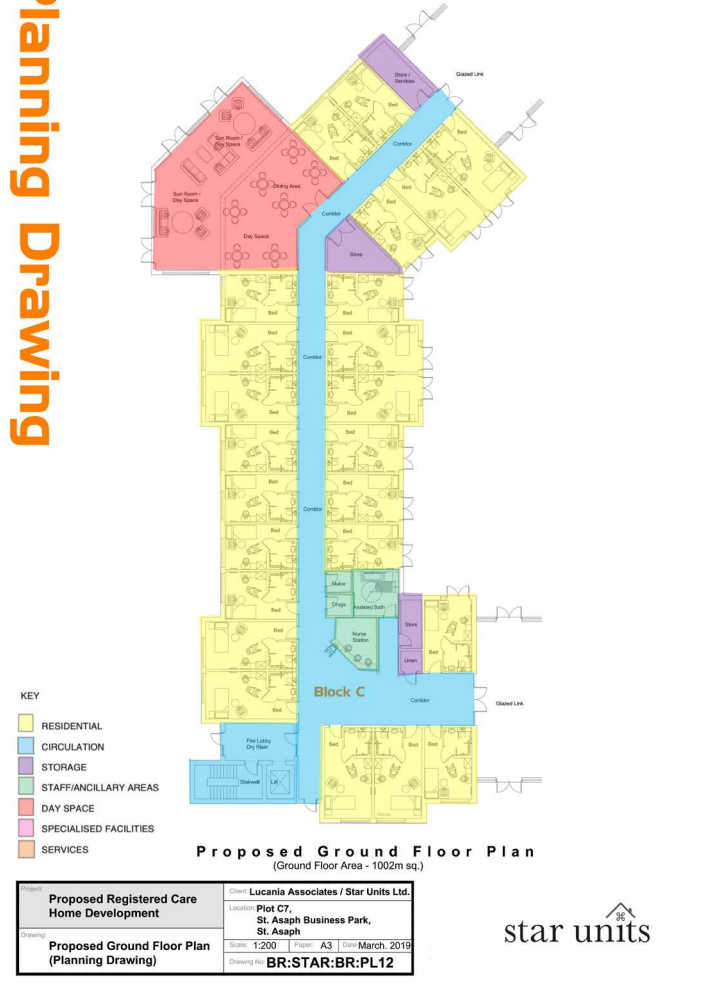 Planning Drawing
Store /
Services
Glazed Link
Bed
Bed
Bed
Corridor
Bed
Bed
Bed
Sun Room /
Day Space
Dining Area
Sun Room /
Day Space
Corridor
Day Space
Store
Bed
Bed
Bed
Bed
Corridor
Bed
Bed
Bed
Bed
Bed
Bed
Corridor
Bed
Bed
Sluice
Drugs
Assisted Bath
Bed
Bed
Nurse
Station
Store
Bed
Linen
Bed
Block C
Corridor
Glazed Link
Fire Lobby
Dry Riser
Bed
Bed
Bed
Stairwell
Lift
KEY
RESIDENTIAL
CIRCULATION
STORAGE
STAFF/ANCILLARY AREAS
DAY SPACE
SPECIALISED FACILITIES
SERVICES
Proposed Ground Floor Plan
(Ground Floor Area - 1002m sq.)
Project:
Proposed Registered Care
Home Development
Drawing:
Proposed Ground Floor Plan
(Planning Drawing)
Client: Lucania Associates / Star Units Ltd.
Location: Plot C7,
St. Asaph Business Park,
St. Asaph
Scale: 1:200 Paper: A3 Date: March. 2019
Drawing No: BR:STAR:BR:PL12
star units